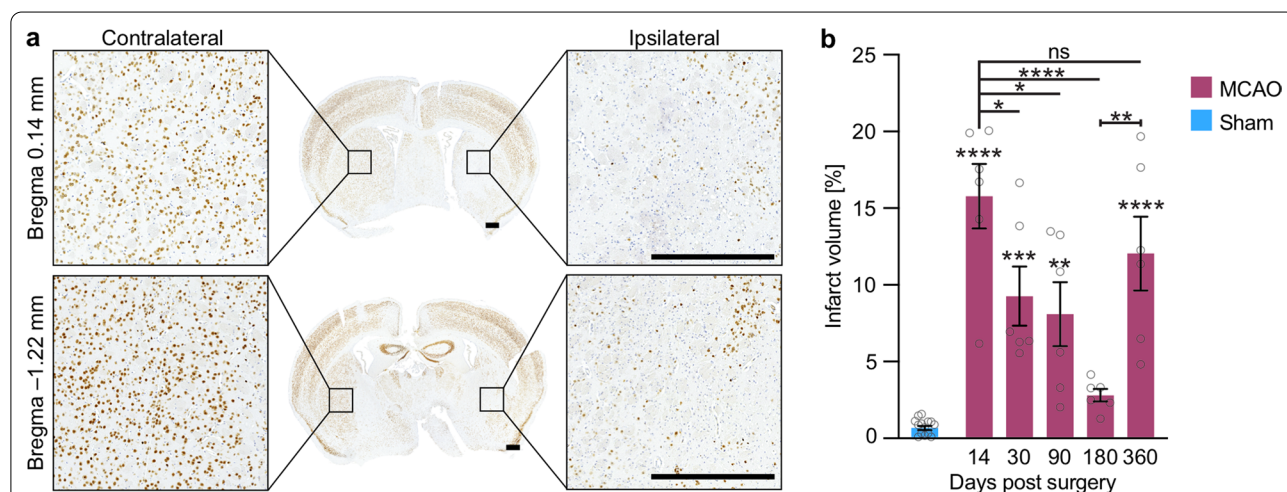 a
Contralateral
Ipsilateral
Bregma 0.14 mm
Bregma –1.22 mm
b
Infarct volume [%]
25
20
15
10
5
0
ns
****
*
*
**
****
***
**
****
14 30 90 180 360
Days post surgery
MCAO
Sham